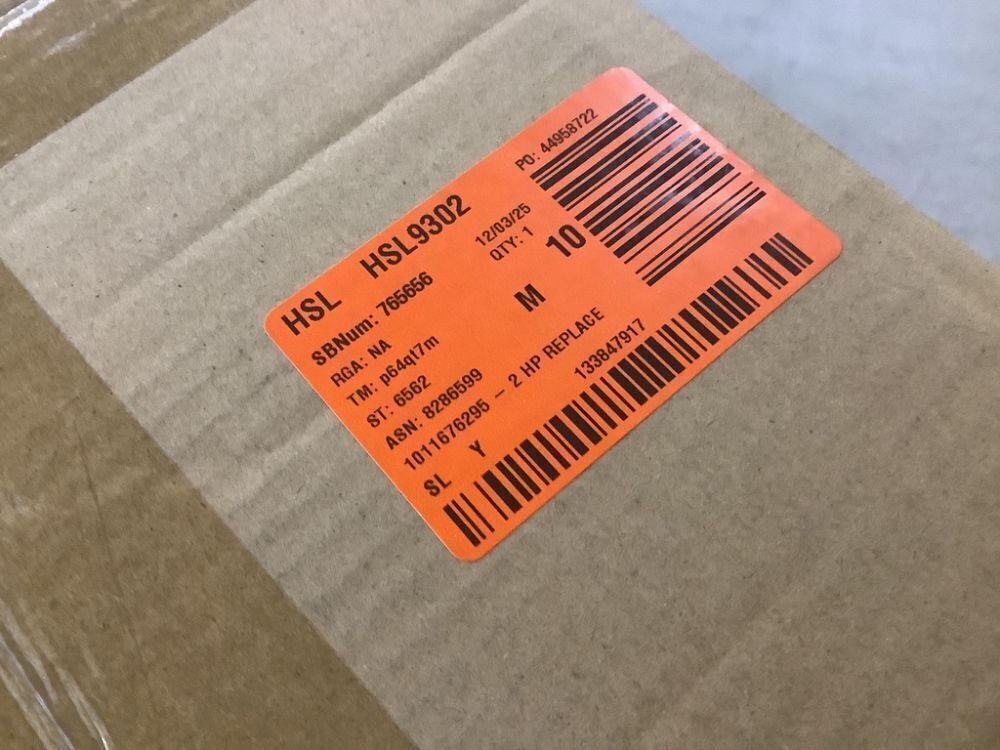 HSL HSL9302
SBNum: 765656
RGA: NA
TM: p64qt7m
ST: 6562
ASN: 8286599
1011676295 – 2 HP REPLACE
SL Y
133847917
12/03/25
QTY: 1
M
10
PO: 44958722